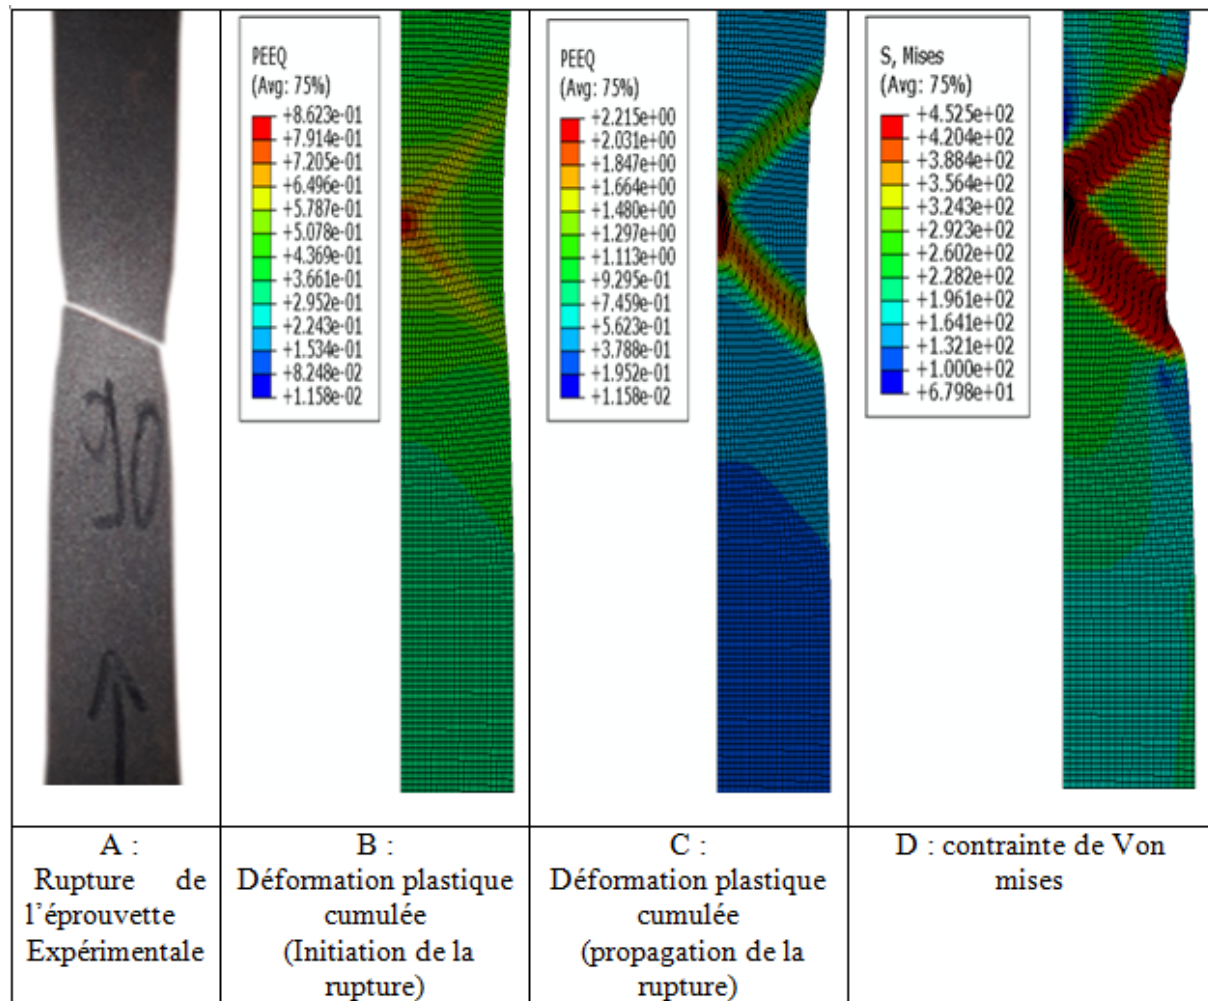 90
PEEQ
(Avg: 75%)
+8.623e-01
+7.914e-01
+7.205e-01
+6.496e-01
+5.787e-01
+5.078e-01
+4.369e-01
+3.661e-01
+2.952e-01
+2.243e-01
+1.534e-01
+8.248e-02
+1.158e-02
PEEQ
(Avg: 75%)
+2.215e+00
+2.031e+00
+1.847e+00
+1.664e+00
+1.480e+00
+1.297e+00
+1.113e+00
+9.295e-01
+7.459e-01
+5.623e-01
+3.788e-01
+1.952e-01
+1.158e-02
S, Mises
(Avg: 75%)
+4.525e+02
+4.204e+02
+3.884e+02
+3.564e+02
+3.243e+02
+2.923e+02
+2.602e+02
+2.282e+02
+1.961e+02
+1.641e+02
+1.321e+02
+1.000e+02
+6.798e+01
A :
Rupture de
l'éprouvette
Expérimentale
B :
Déformation plastique
cumulée
(Initiation de la
rupture)
C :
Déformation plastique
cumulée
(propagation de la
rupture)
D : contrainte de Von
mises